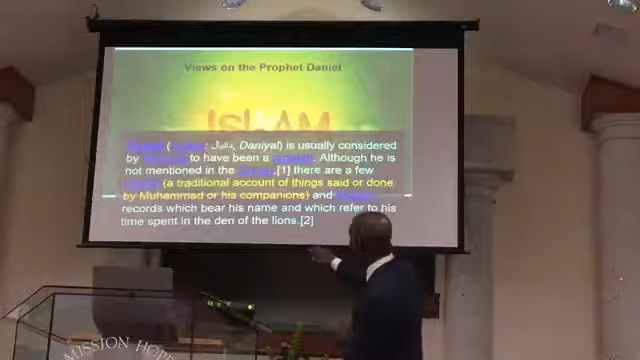 Views on the Prophet Daniel
ISLAM
(: دانيال, Daniyal) is usually considered
by to have been a . Although he is
not mentioned in the ,[1] there are a few
(a traditional account of things said or done
by Muhammad or his companions) and
records which bear his name and which refer to his
time spent in the den of the lions.[2]
MISSION HOPE